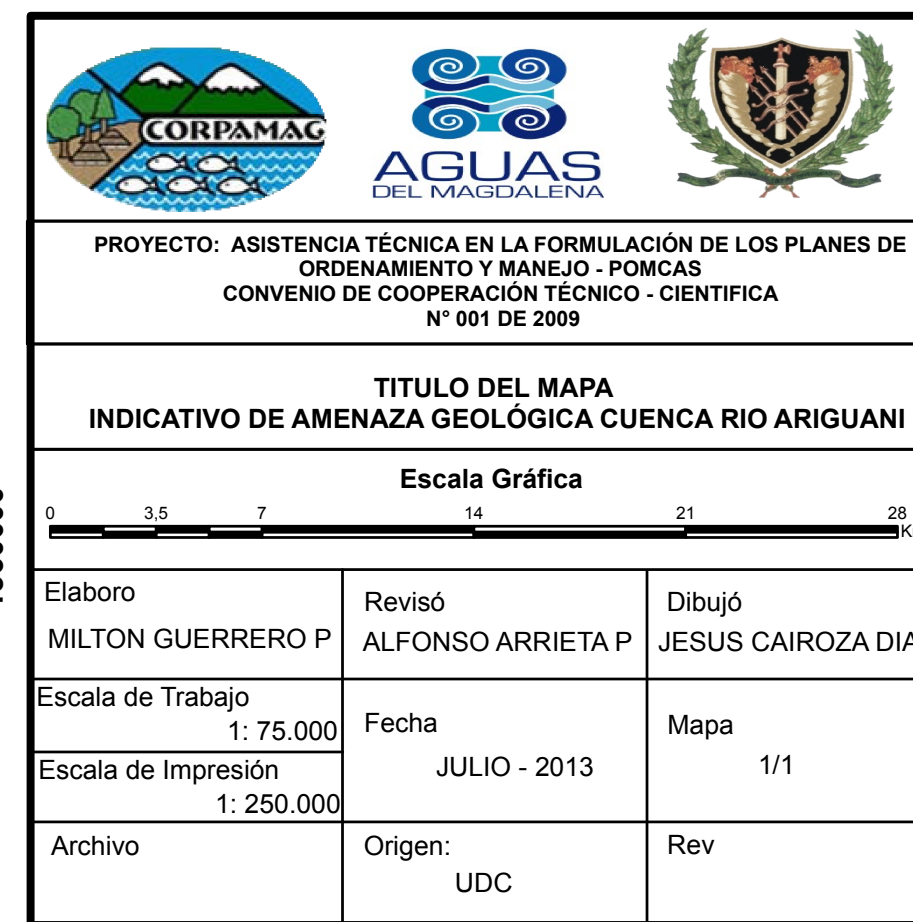 CORPAMAG
AGUAS
DEL MAGDALENA
PROYECTO: ASISTENCIA TÉCNICA EN LA FORMULACIÓN DE LOS PLANES DE
ORDENAMIENTO Y MANEJO - POMCAS
CONVENIO DE COOPERACIÓN TÉCNICO - CIENTIFICA
N° 001 DE 2009
TITULO DEL MAPA
INDICATIVO DE AMENAZA GEOLÓGICA CUENCA RIO ARIGUANI
Escala Gráfica
0 3,5 7 14 21 28
Elaboro
MILTON GUERRERO P
Revisó
ALFONSO ARRIETA P
Dibujó
JESUS CAIROZA
Escala de Trabajo
1: 75.000
Escala de Impresión
1: 250.000
Fecha
JULIO - 2013
Mapa
1/1
Archivo
Origen:
UDC
Rev